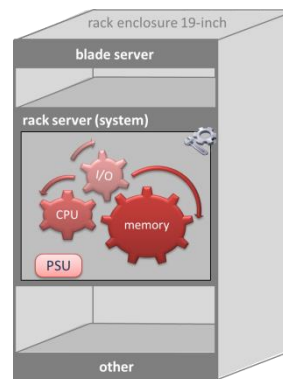 rack enclosure 19-inch
blade server
rack server (system)
I/O
CPU
memory
PSU
other